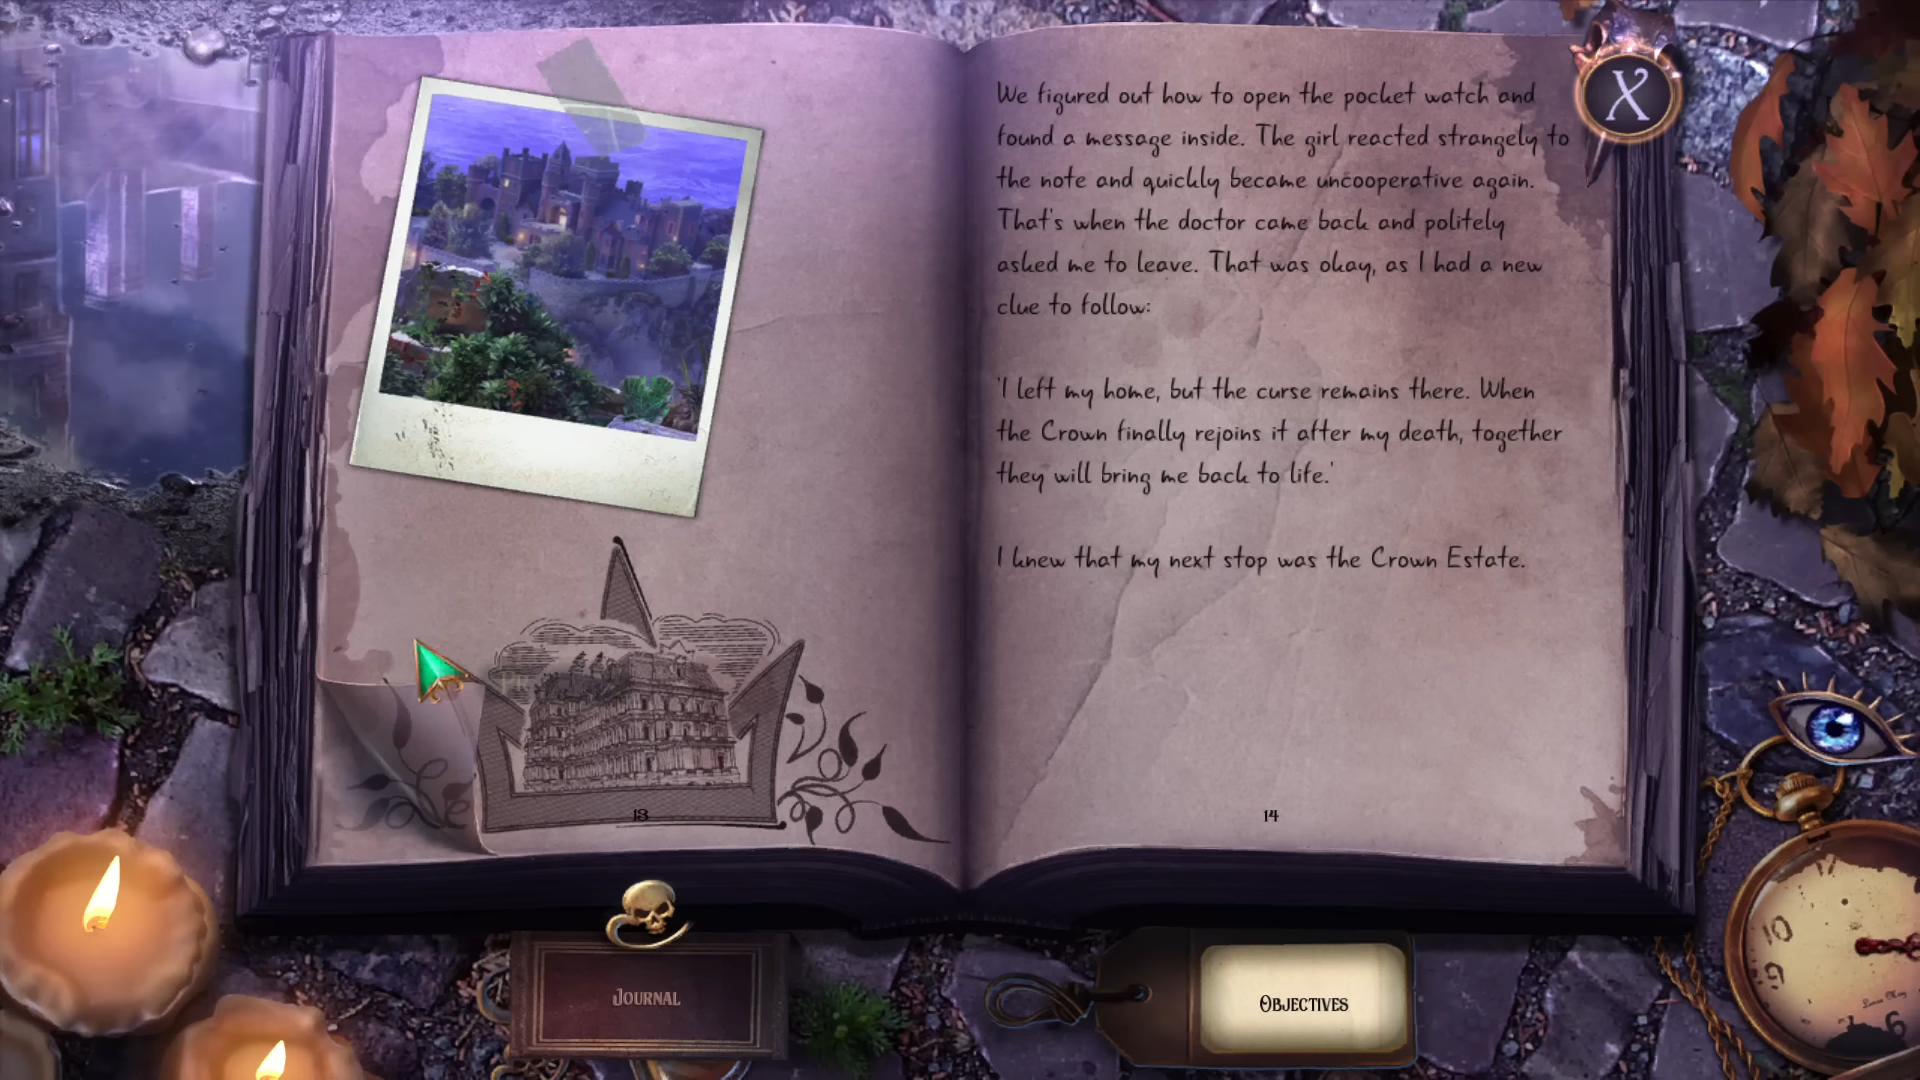 We figured out how to open the pocket watch and
found a message inside. The girl reacted strangely to
the note and quickly became uncooperative again.
That's when the doctor came back and politely
asked me to leave. That was okay, as I had a new
clue to follow:
'I left my home, but the curse remains there. When
the Crown finally rejoins it after my death, together
they will bring me back to life.'
I knew that my next stop was the Crown Estate.
13
14
X
Journal
Objectives
10
9
6